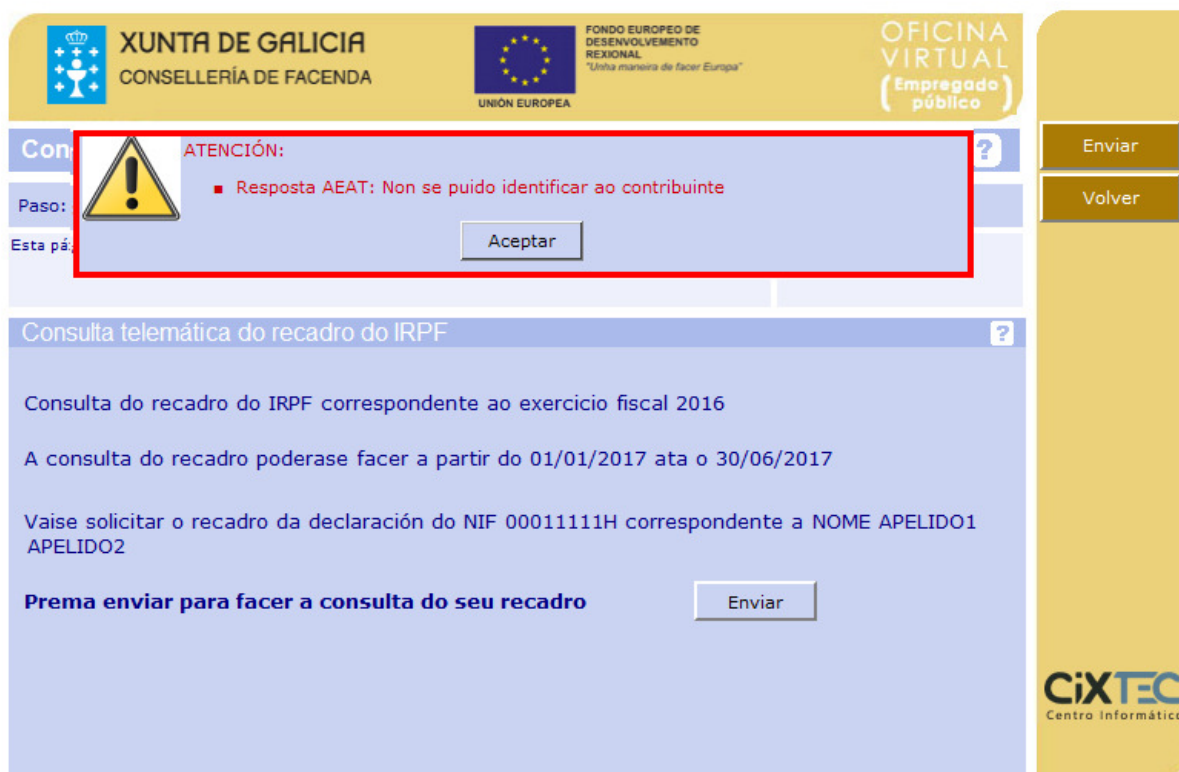 XUNTA DE GALICIA
CONSELLERÍA DE FACENDA
UNIÓN EUROPEA
FONDO EUROPEO DE
DESENVOLVEMENTO
REXIONAL
"Unha maneira de facer Europa"
OFICINA
VIRTUAL
(Empregado
público)
Con
?
ATENCIÓN:
Resposta AEAT: Non se puido identificar ao contribuinte
Aceptar
Paso:
Esta pá
Enviar
Volver
Consulta telemática do recadro do IRPF
?
Consulta do recadro do IRPF correspondente ao exercicio fiscal 2016
A consulta do recadro poderase facer a partir do 01/01/2017 ata o 30/06/2017
Vaise solicitar o recadro da declaración do NIF 00011111H correspondente a NOME APELIDO1
APELIDO2
Prema enviar para facer a consulta do seu recadro
Enviar
CiXTEC
Centro Informático